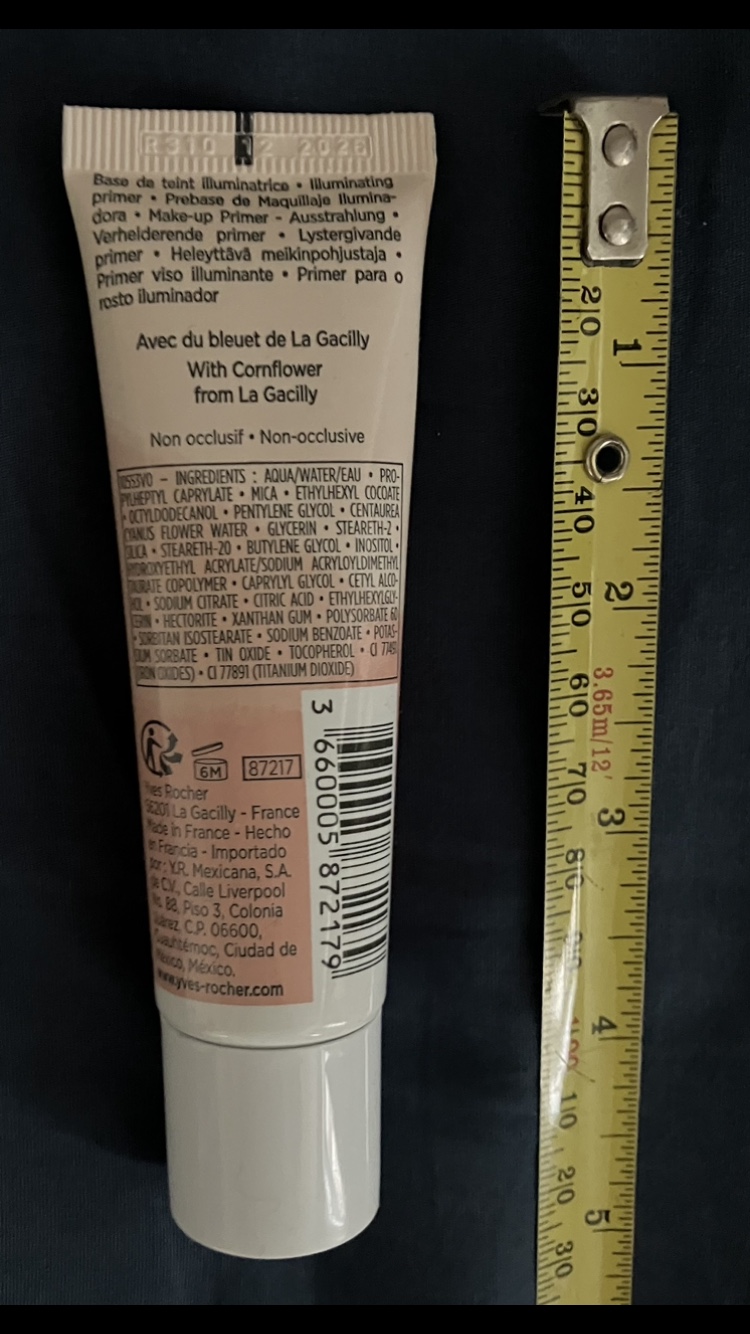 R310 12 2026
Base de teint illuminatrice • Illuminating
primer • Prebase de Maquillaje Ilumina-
dora • Make-up Primer - Ausstrahlung •
Verhelderende primer • Lystergivande
primer • Heleyttävä meikinpohjustaja •
Primer viso illuminante • Primer para o
rosto iluminador
Avec du bleuet de La Gacilly
With Cornflower
from La Gacilly
Non occlusif • Non-occlusive
0553V0 - INGREDIENTS : AQUA/WATER/EAU • PRO-
PYLHEPTYL CAPRYLATE • MICA • ETHYLHEXYL COCOATE
• OCTYLDODECANOL • PENTYLENE GLYCOL • CENTAUREA
CYANUS FLOWER WATER • GLYCERIN • STEARETH-2 •
SILICA • STEARETH-20 • BUTYLENE GLYCOL • INOSITOL •
HYDROXYETHYL ACRYLATE/SODIUM ACRYLOYLDIMETHYL
TAURATE COPOLYMER • CAPRYLYL GLYCOL • CETYL ALCO-
HOL • SODIUM CITRATE • CITRIC ACID • ETHYLHEXYLGLY-
CERIN • HECTORITE • XANTHAN GUM • POLYSORBATE 60
• SORBITAN ISOSTEARATE • SODIUM BENZOATE • POTAS-
SIUM SORBATE • TIN OXIDE • TOCOPHEROL • CI 77491
(IRON OXIDES) • CI 77891 (TITANIUM DIOXIDE)
6M
87217
Yves Rocher
56201 La Gacilly - France
Made in France - Hecho
en Francia - Importado
por: Y.R. Mexicana, S.A.
de C.V., Calle Liverpool
No. 88, Piso 3, Colonia
Juárez, C.P. 06600,
Cuauhtémoc, Ciudad de
México, México.
www.yves-rocher.com
3 660005 872179
20
30
40
50
60
70
80
10
20
30
1
2
3.65m/12'
3
4
5